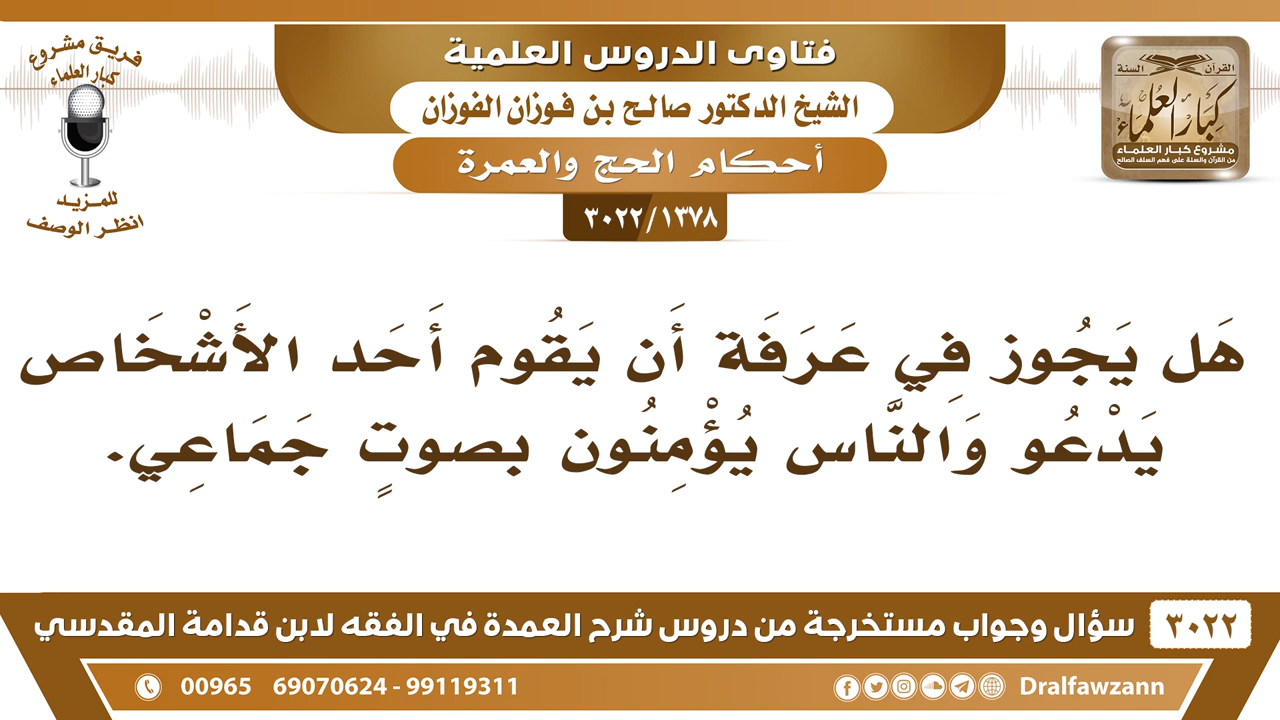 فتاوى الدروس العلمية
الشيخ الدكتور صالح بن فوزان الفوزان
أحكام الحج والعمرة
٣٠٢٢/١٣٧٨
القرآن السنة
كبار العلماء
مشروع كبار العلماء
من القرآن والسنة على فهم السلف الصالح
فريق مشروع
كبار العلماء
للمزيد
انظر الوصف
هَل يَجُوز فِي عَرَفَة أَن يَقُوم أَحَد الأَشْخَاص
يَدْعُو وَالنَّاس يُؤْمِنُون بصوتٍ جَمَاعِي.
٣٠٢٢
سؤال وجواب مستخرجة من دروس شرح العمدة في الفقه لابن قدامة المقدسي
00965 69070624 - 99119311
Dralfawzann